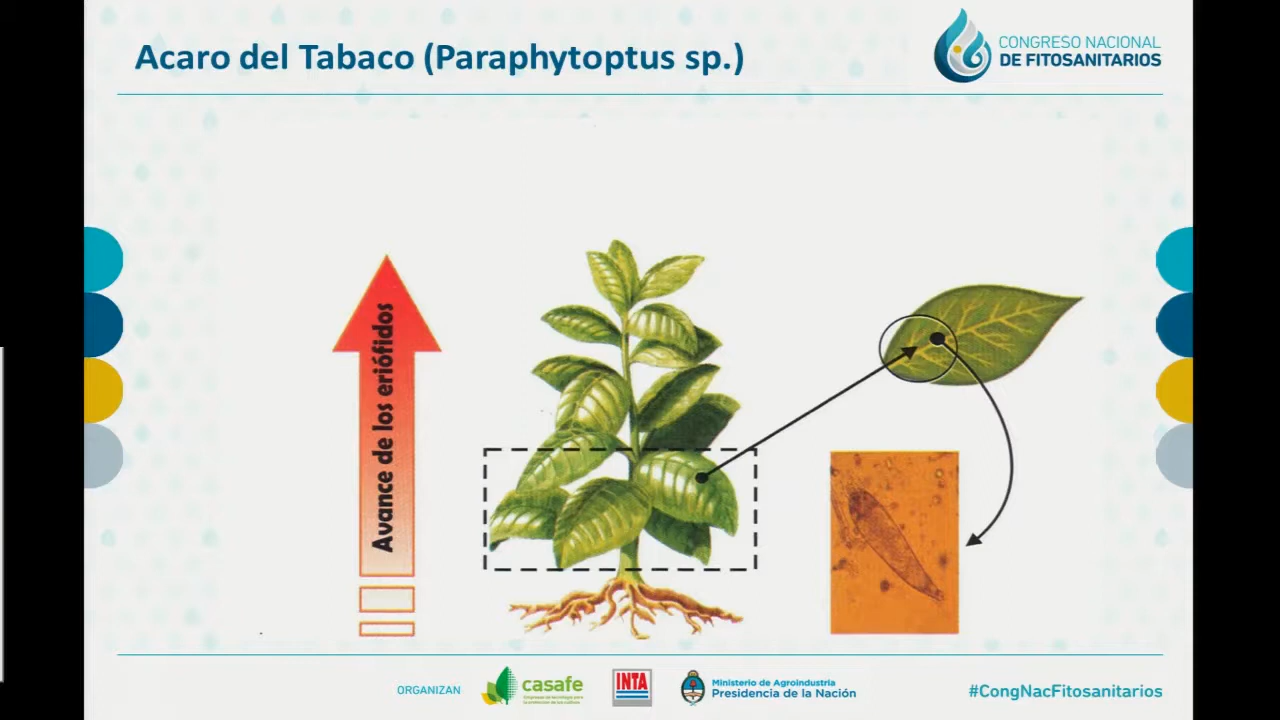 Acaro del Tabaco (Paraphytoptus sp.)
CONGRESO NACIONAL
DE FITOSANITARIOS
Avance de los eriófidos
ORGANIZAN
casafe
INTA
Ministerio de Agroindustria
Presidencia de la Nación
#CongNacFitosanitarios